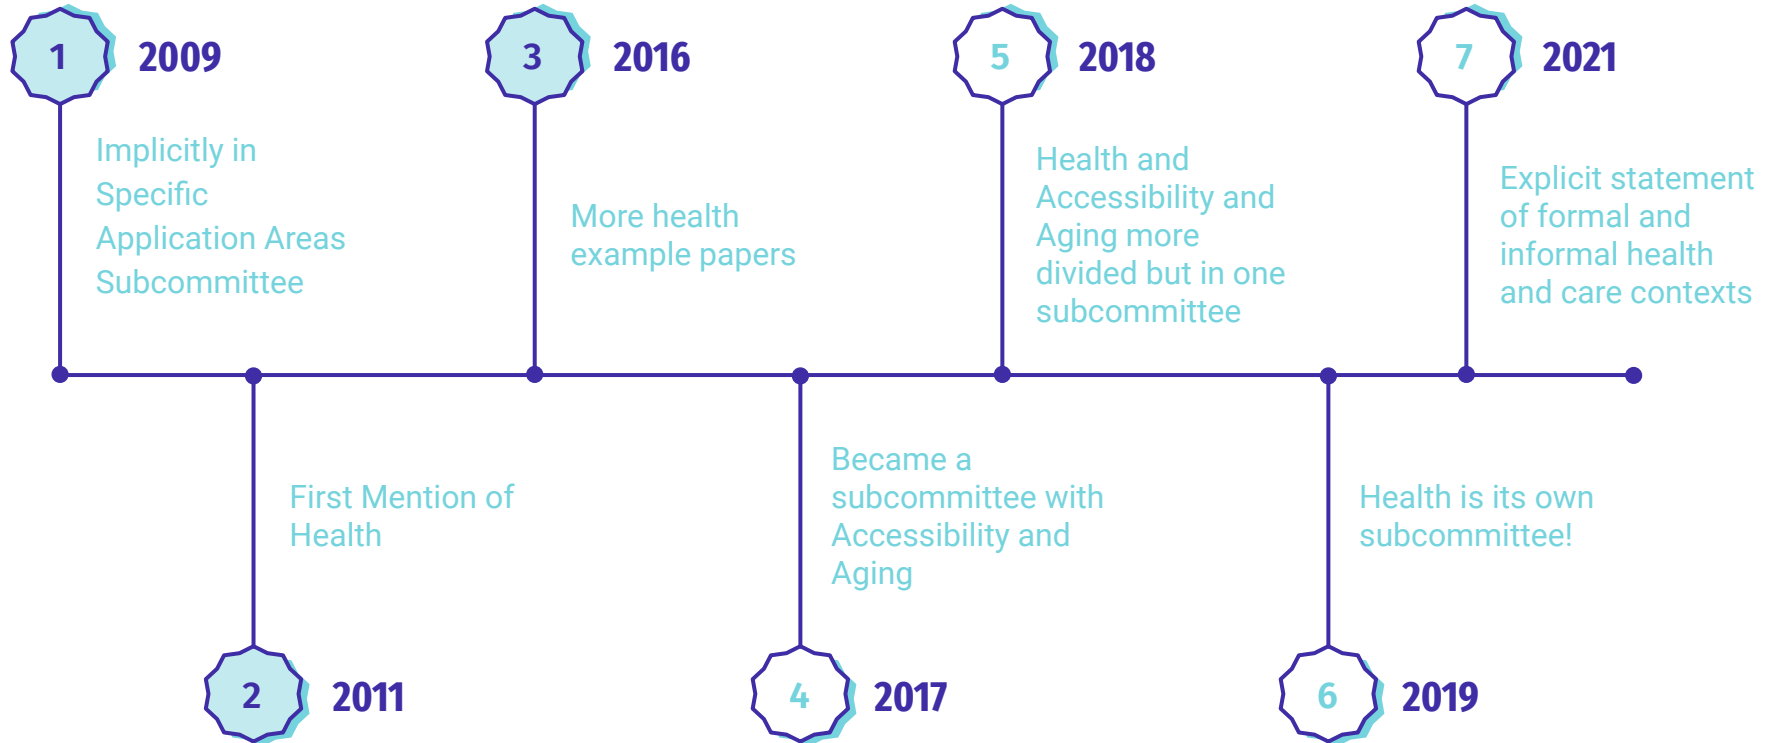 1
2009
Implicitly in
Specific
Application Areas
Subcommittee
2
2011
First Mention of
Health
3
2016
More health
example papers
4
2017
Became a
subcommittee with
Accessibility and
Aging
5
2018
Health and
Accessibility and
Aging more
divided but in one
subcommittee
6
2019
Health is its own
subcommittee!
7
2021
Explicit statement
of formal and
informal health
and care contexts